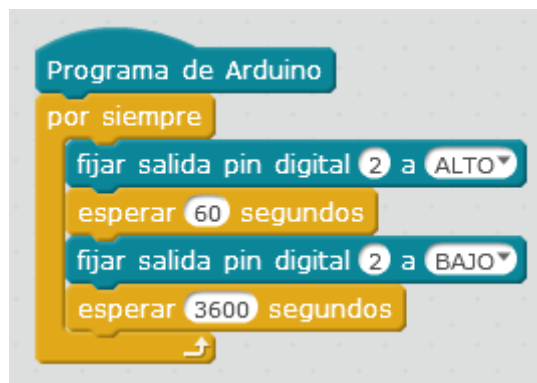 Programa de Arduino
por siempre
fijar salida pin digital 2 a ALTO
esperar 60 segundos
fijar salida pin digital 2 a BAJO
esperar 3600 segundos